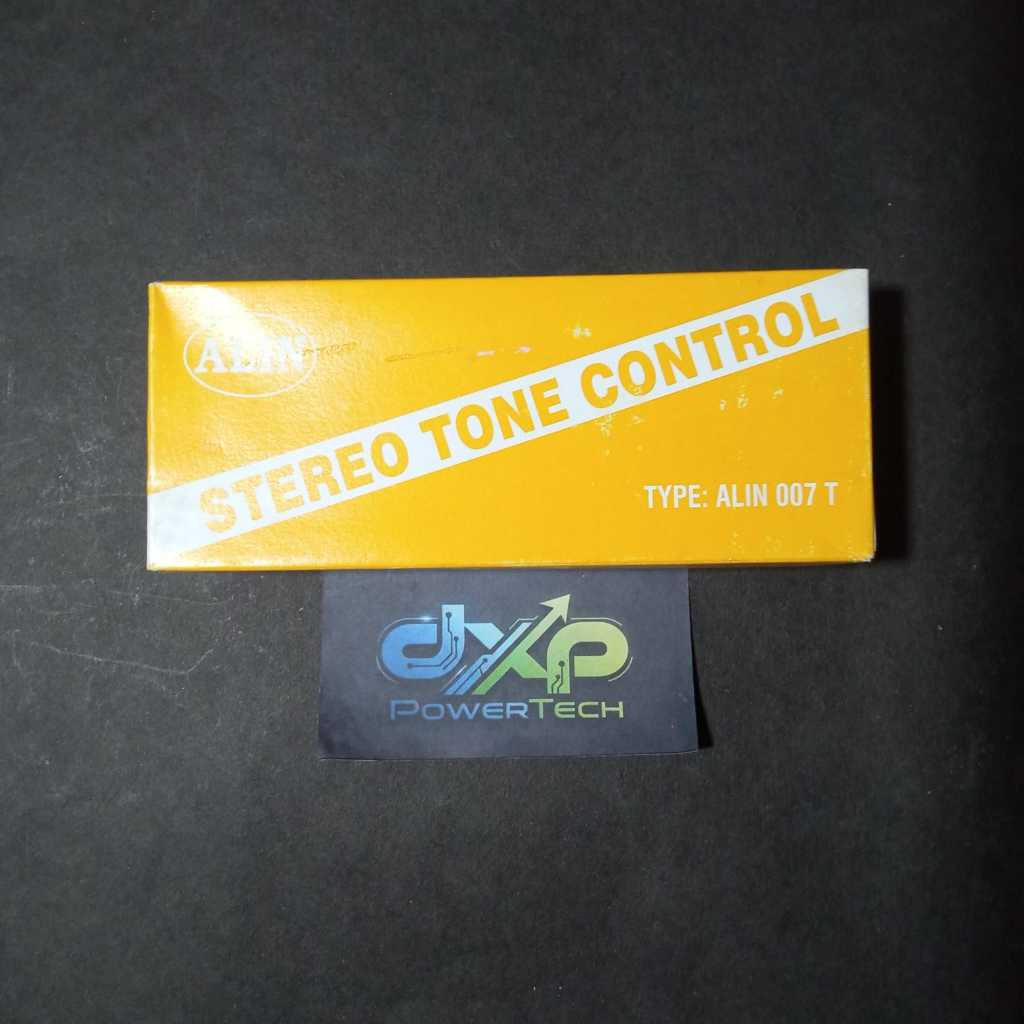 ALIN
STEREO TONE CONTROL
TYPE: ALIN 007 T
dxp
POWERTECH